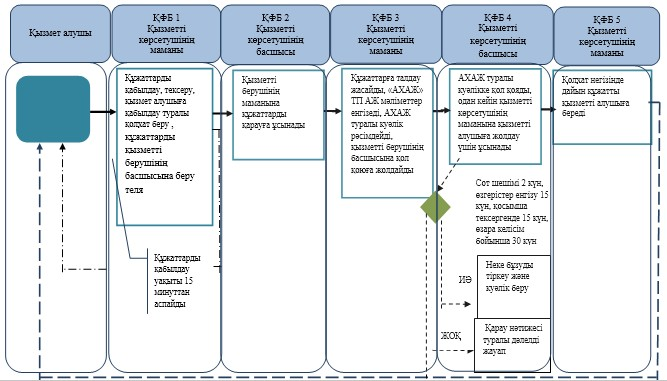 Қызмет алушы
ҚФБ 1
Қызметті
көрсетушінің
маманы
ҚФБ 2
Қызметті
көрсетушінің
басшысы
ҚФБ 3
Қызметті
көрсетушінің
маманы
ҚФБ 4
Қызметті
көрсетушінің
басшысы
ҚФБ 5
Қызметті
көрсетушінің
маманы
Құжаттарды
қабылдау, тексеру,
қызмет алушыға
қабылдау туралы
қолхат беру ,
құжаттарды
қызметті
берушінің
басшысына беру
теля
Қызметті
берушінің
маманына
құжаттарды
қарауға ұсынады
Құжаттарға талдау
жасайды, «АХАЖ»
ТП АЖ мәліметтер
енгізеді, АХАЖ
туралы куәлік
рәсімдейді,
қызметті берушінің
басшысына қол
қоюға жолдайды
АХАЖ туралы
куәлікке қол қояды,
одан кейін қызметті
көрсетушінің
маманына қызметті
алушыға жолдау
үшін ұсынады
Қолхат негізінде
дайын құжатты
қызметті алушыға
береді
Құжаттарды
қабылдау
уақыты 15
минуттан
аспайды
Сот шешімі 2 күн,
өзгерістер енгізу 15
күн, қосымша
тексергенде 15 күн,
өзара келісім
бойынша 30 күн
ИӘ
Неке бұзуды
тіркеу және
куәлік беру
ЖОҚ
Қарау нәтижесі
туралы дәлелді
жауап